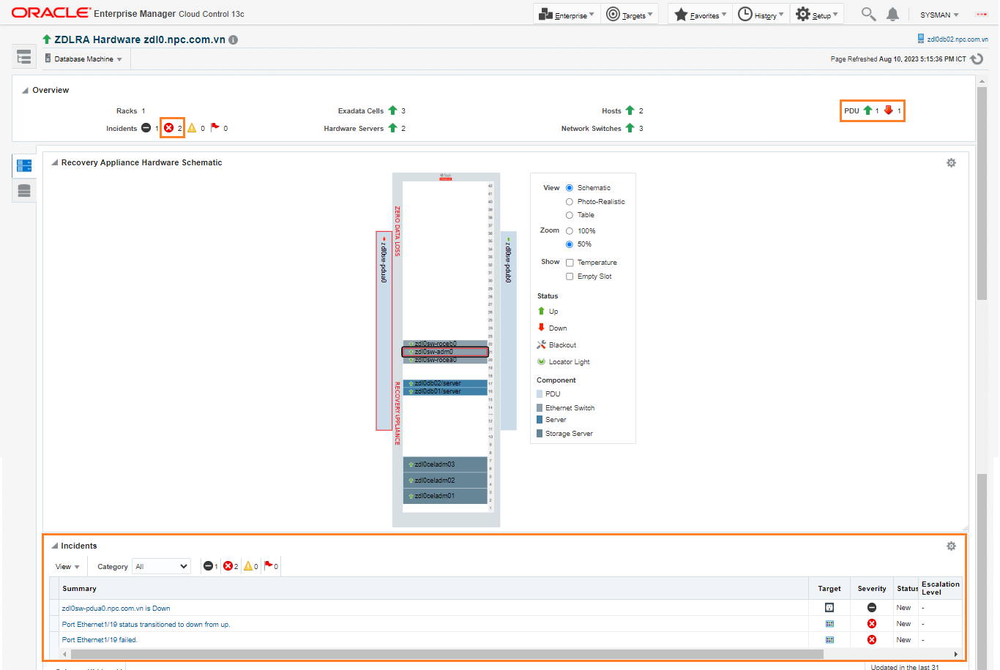 ORACLE Enterprise Manager Cloud Control 13c
Enterprise Targets Favorites History Setup SYSMAN
ZDLRA Hardware zdl0.npc.com.vn
zdl0db02.npc.com.vn
Database Machine
Page Refreshed Aug 10, 2023 5:15:36 PM ICT
Overview
Racks 1
Exadata Cells 3
Hosts 2
PDU 1 1
Incidents 1 2 0 0
Hardware Servers 2
Network Switches 3
Recovery Appliance Hardware Schematic
Sun
ZERO DATA LOSS
RECOVERY APPLIANCE
zdl0sw-pdua0
zdl0sw-pdub0
zdl0sw-roceb0
zdl0sw-adm0
zdl0sw-rocea0
zdl0db02/server
zdl0db01/server
zdl0celadm03
zdl0celadm02
zdl0celadm01
View Schematic
Photo-Realistic
Table
Zoom 100%
50%
Show Temperature
Empty Slot
Status
Up
Down
Blackout
Locator Light
Component
PDU
Ethernet Switch
Server
Storage Server
Incidents
View Category All 1 2 0 0
Summary Target Severity Status Escalation Level
zdl0sw-pdua0.npc.com.vn is Down New -
Port Ethernet1/19 status transitioned to down from up. New -
Port Ethernet1/19 failed. New -
Updated in the last 31